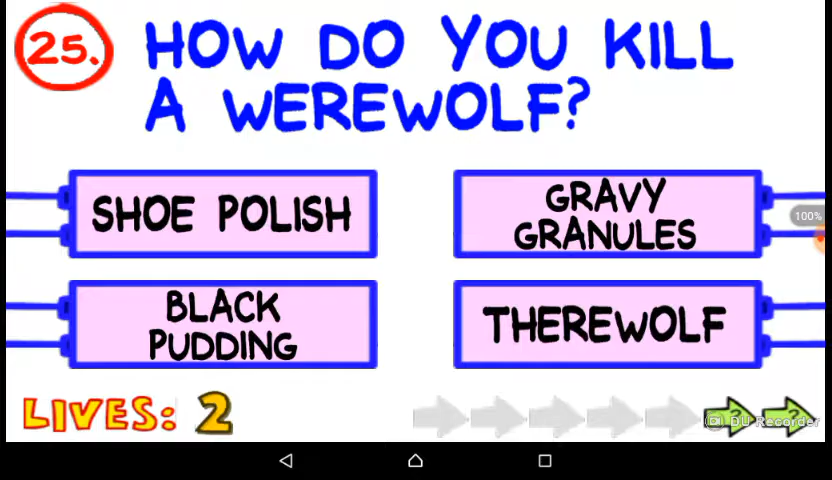 25.
HOW DO YOU KILL
A WEREWOLF?
SHOE POLISH
GRAVY
GRANULES
100%
BLACK
PUDDING
THEREWOLF
LIVES: 2
? ?
DU Recorder